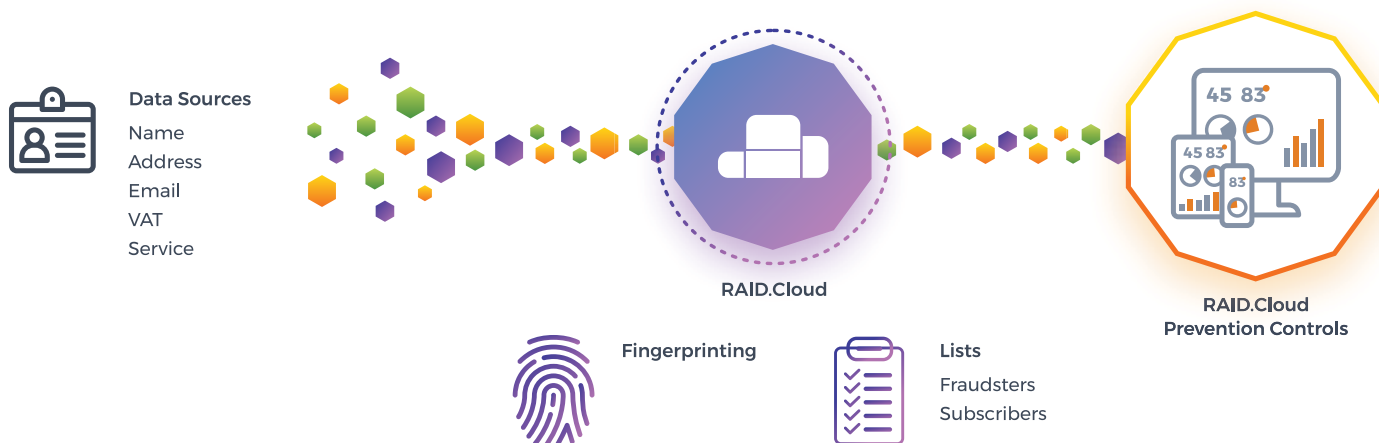 Data Sources
Name
Address
Email
VAT
Service
RAID.Cloud
45 83
45 83
83
RAID.Cloud
Prevention Controls
Fingerprinting
Lists
Fraudsters
Subscribers